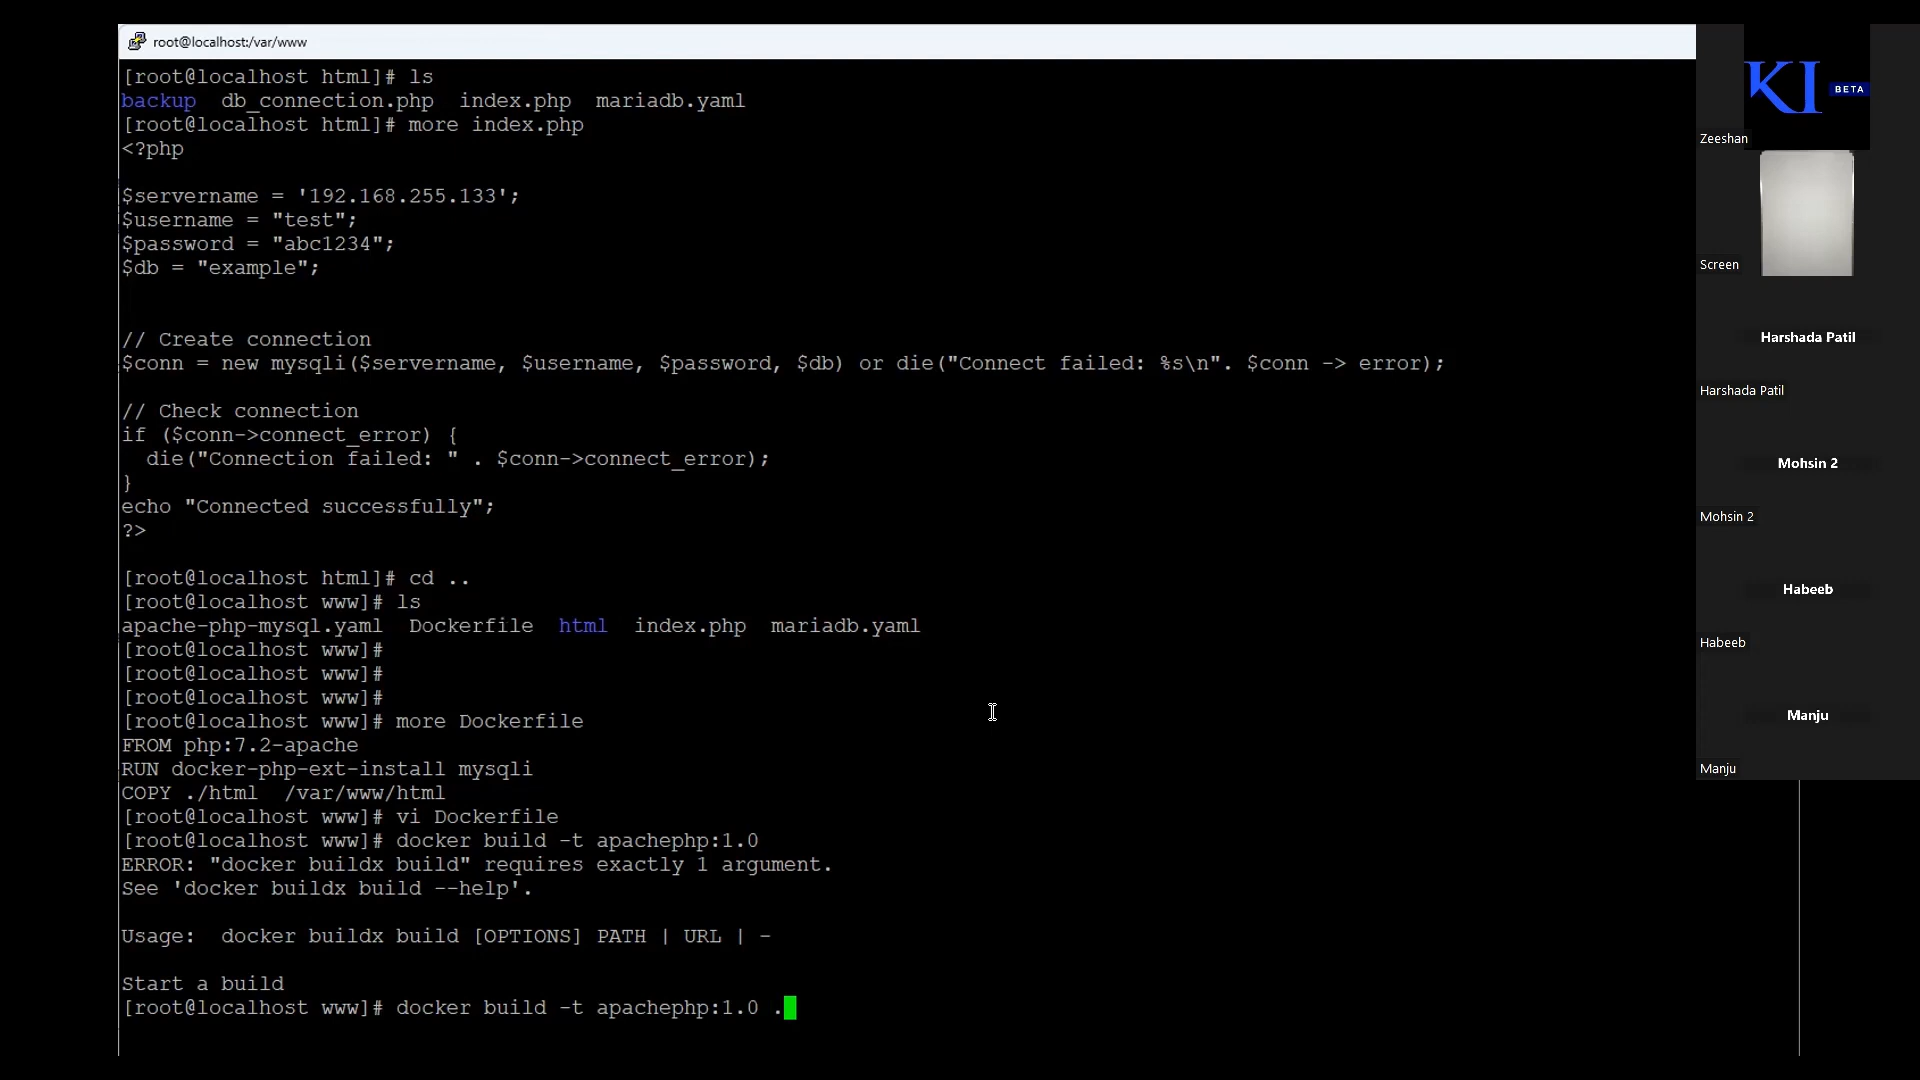 root@localhost:/var/www
[root@localhost html]# ls
backup  db_connection.php  index.php  mariadb.yaml
[root@localhost html]# more index.php
<?php
$servername = '192.168.255.133';
$username = "test";
$password = "abc1234";
$db = "example";
// Create connection
$conn = new mysqli($servername, $username, $password, $db) or die("Connect failed: %s\n". $conn -> error);
// Check connection
if ($conn->connect_error) {
  die("Connection failed: " . $conn->connect_error);
}
echo "Connected successfully";
?>
[root@localhost html]# cd ..
[root@localhost www]# ls
apache-php-mysql.yaml  Dockerfile  html  index.php  mariadb.yaml
[root@localhost www]#
[root@localhost www]#
[root@localhost www]#
[root@localhost www]# more Dockerfile
FROM php:7.2-apache
RUN docker-php-ext-install mysqli
COPY ./html  /var/www/html
[root@localhost www]# vi Dockerfile
[root@localhost www]# docker build -t apachephp:1.0
ERROR: "docker buildx build" requires exactly 1 argument.
See 'docker buildx build --help'.
Usage:  docker buildx build [OPTIONS] PATH | URL | -
Start a build
[root@localhost www]# docker build -t apachephp:1.0 .
KI BETA
Zeeshan
Screen
Harshada Patil
Harshada Patil
Mohsin 2
Mohsin 2
Habeeb
Habeeb
Manju
Manju